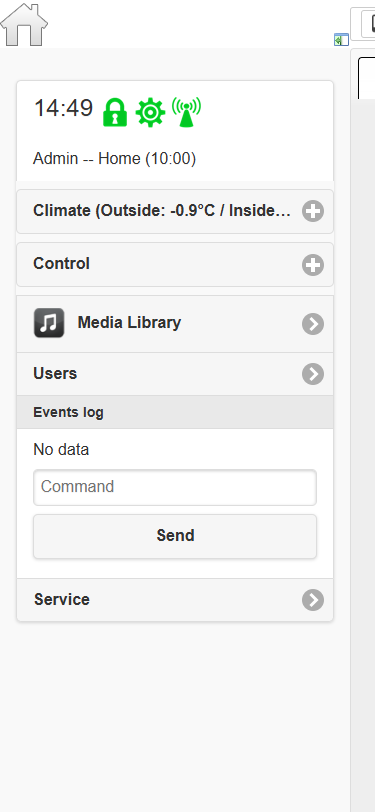 14:49
Admin -- Home (10:00)
Climate (Outside: -0.9°C / Inside…
Control
Media Library
Users
Events log
No data
Command
Send
Service